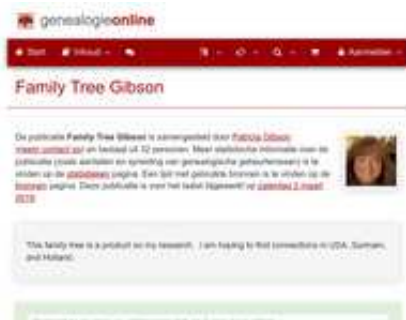 genealogieonline
Start Inhoud Aanmelden
Family Tree Gibson
De publicatie Family Tree Gibson is samengesteld door Patricia Gibson
(neem contact op) en bestaat uit 12 personen. Meer statistische informatie over de
publicatie (zoals aantallen en spreiding van genealogische gebeurtenissen) is te
vinden op de statistieken pagina. Een lijst met gebruikte bronnen is te vinden op de
bronnen pagina. Deze publicatie is voor het laatst bijgewerkt op zaterdag 2 maart
This family tree is a product on my research. I am hoping to find connections in USA, Surinam,
and Holland.